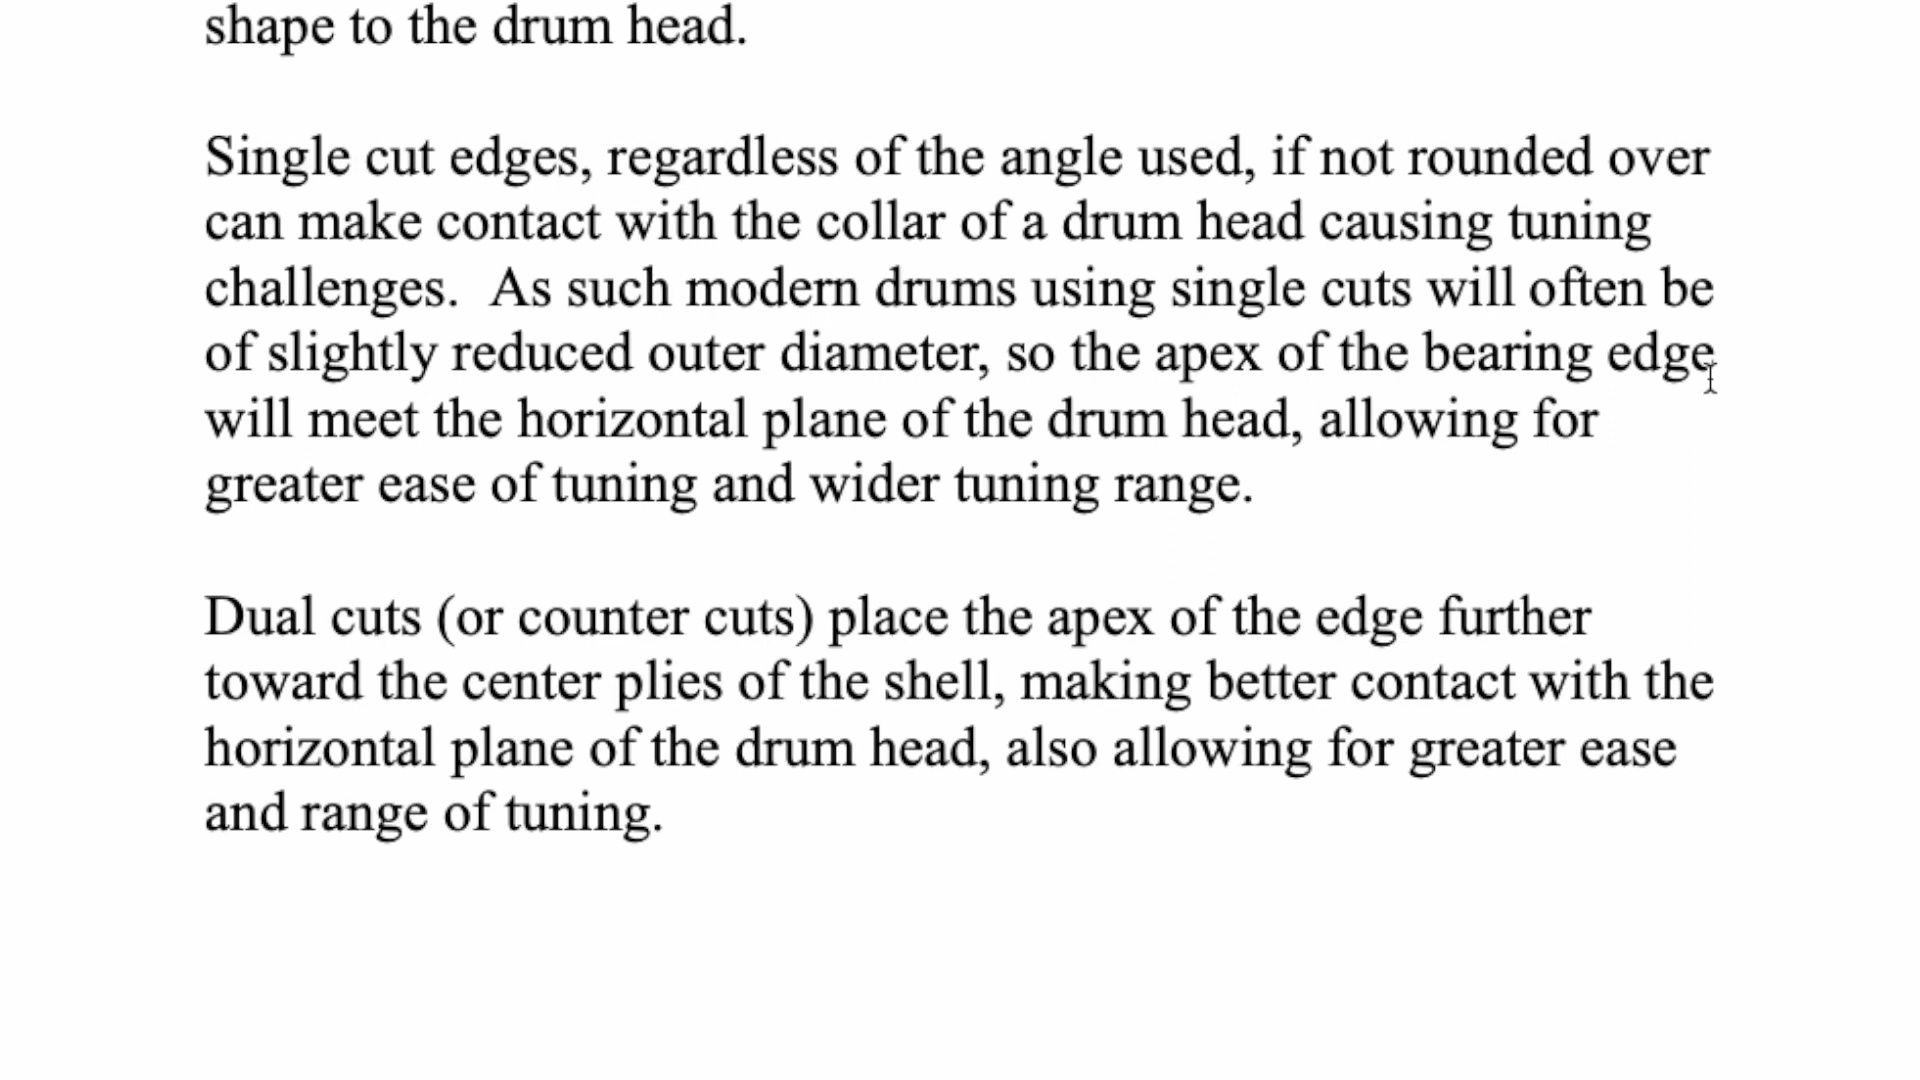 shape to the drum head.
Single cut edges, regardless of the angle used, if not rounded over
can make contact with the collar of a drum head causing tuning
challenges.  As such modern drums using single cuts will often be
of slightly reduced outer diameter, so the apex of the bearing edge
will meet the horizontal plane of the drum head, allowing for
greater ease of tuning and wider tuning range.
Dual cuts (or counter cuts) place the apex of the edge further
toward the center plies of the shell, making better contact with the
horizontal plane of the drum head, also allowing for greater ease
and range of tuning.